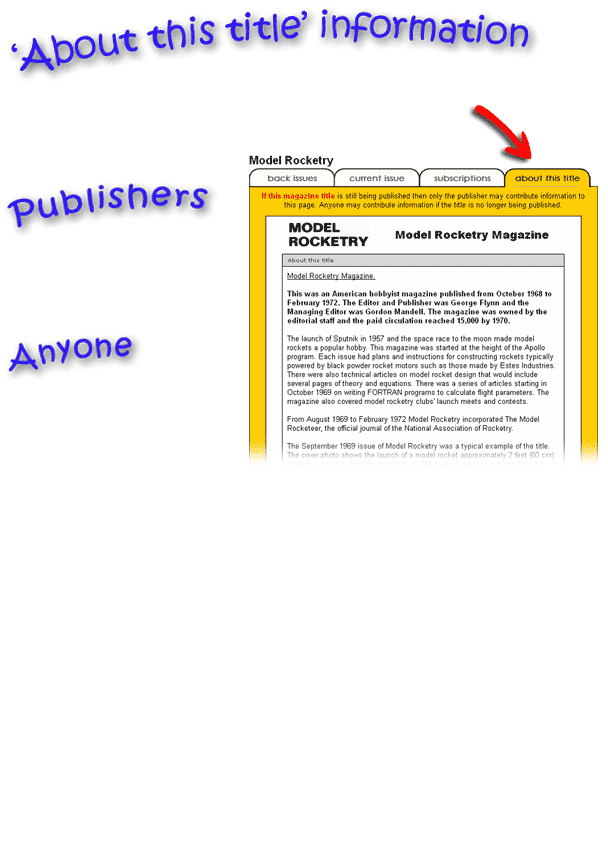 'About this title' information
Model Rocketry
back issues current issue subscriptions about this title
If this magazine title is still being published then only the publisher may contribute information to
this page. Anyone may contribute information if the title is no longer being published.
Publishers
MODEL
ROCKETRY
Model Rocketry Magazine
About this title
Model Rocketry Magazine.
This was an American hobbyist magazine published from October 1968 to
February 1972. The Editor and Publisher was George Flynn and the
Managing Editor was Gordon Mandell. The magazine was owned by the
editorial staff and the paid circulation reached 15,000 by 1970.
Anyone
The launch of Sputnik in 1957 and the space race to the moon made model
rockets a popular hobby. This magazine was started at the height of the Apollo
program. Each issue had plans and instructions for constructing rockets typically
powered by black powder rocket motors such as those made by Estes Industries.
There were also technical articles on model rocket design that would include
several pages of theory and equations. There was a series of articles starting in
October 1969 on writing FORTRAN programs to calculate flight parameters. The
magazine also covered model rocketry clubs' launch meets and contests.
From August 1969 to February 1972 Model Rocketry incorporated The Model
Rocketeer, the official journal of the National Association of Rocketry.
The September 1969 issue of Model Rocketry was a typical example of the title.
The cover photo shows the launch of a model rocket approximately 2 feet (60 cm)